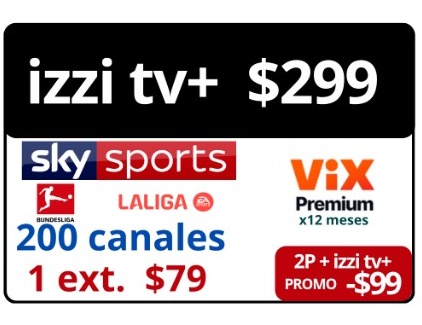 izzi tv+ $299
sky sports
ViX
BUNDESLIGA
LALIGA EA SPORTS
Premium
x12 meses
200 canales
1 ext. $79
2P + izzi tv+
PROMO -$99